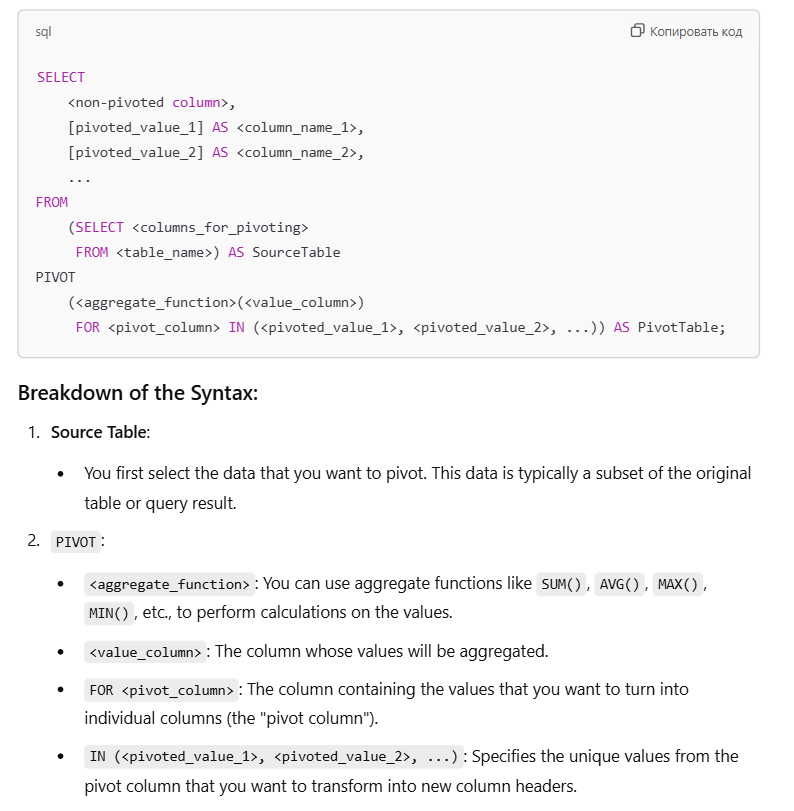 sql
Копировать код
SELECT
<non-pivoted column>,
[pivoted_value_1] AS <column_name_1>,
[pivoted_value_2] AS <column_name_2>,
...
FROM
(SELECT <columns_for_pivoting>
FROM <table_name>) AS SourceTable
PIVOT
(<aggregate_function>(<value_column>)
FOR <pivot_column> IN (<pivoted_value_1>, <pivoted_value_2>, ...)) AS PivotTable;
Breakdown of the Syntax:
1. Source Table:
• You first select the data that you want to pivot. This data is typically a subset of the original
table or query result.
2. PIVOT:
• <aggregate_function>: You can use aggregate functions like SUM(), AVG(), MAX(),
MIN(), etc., to perform calculations on the values.
• <value_column>: The column whose values will be aggregated.
• FOR <pivot_column>: The column containing the values that you want to turn into
individual columns (the "pivot column").
• IN (<pivoted_value_1>, <pivoted_value_2>, ...): Specifies the unique values from the
pivot column that you want to transform into new column headers.